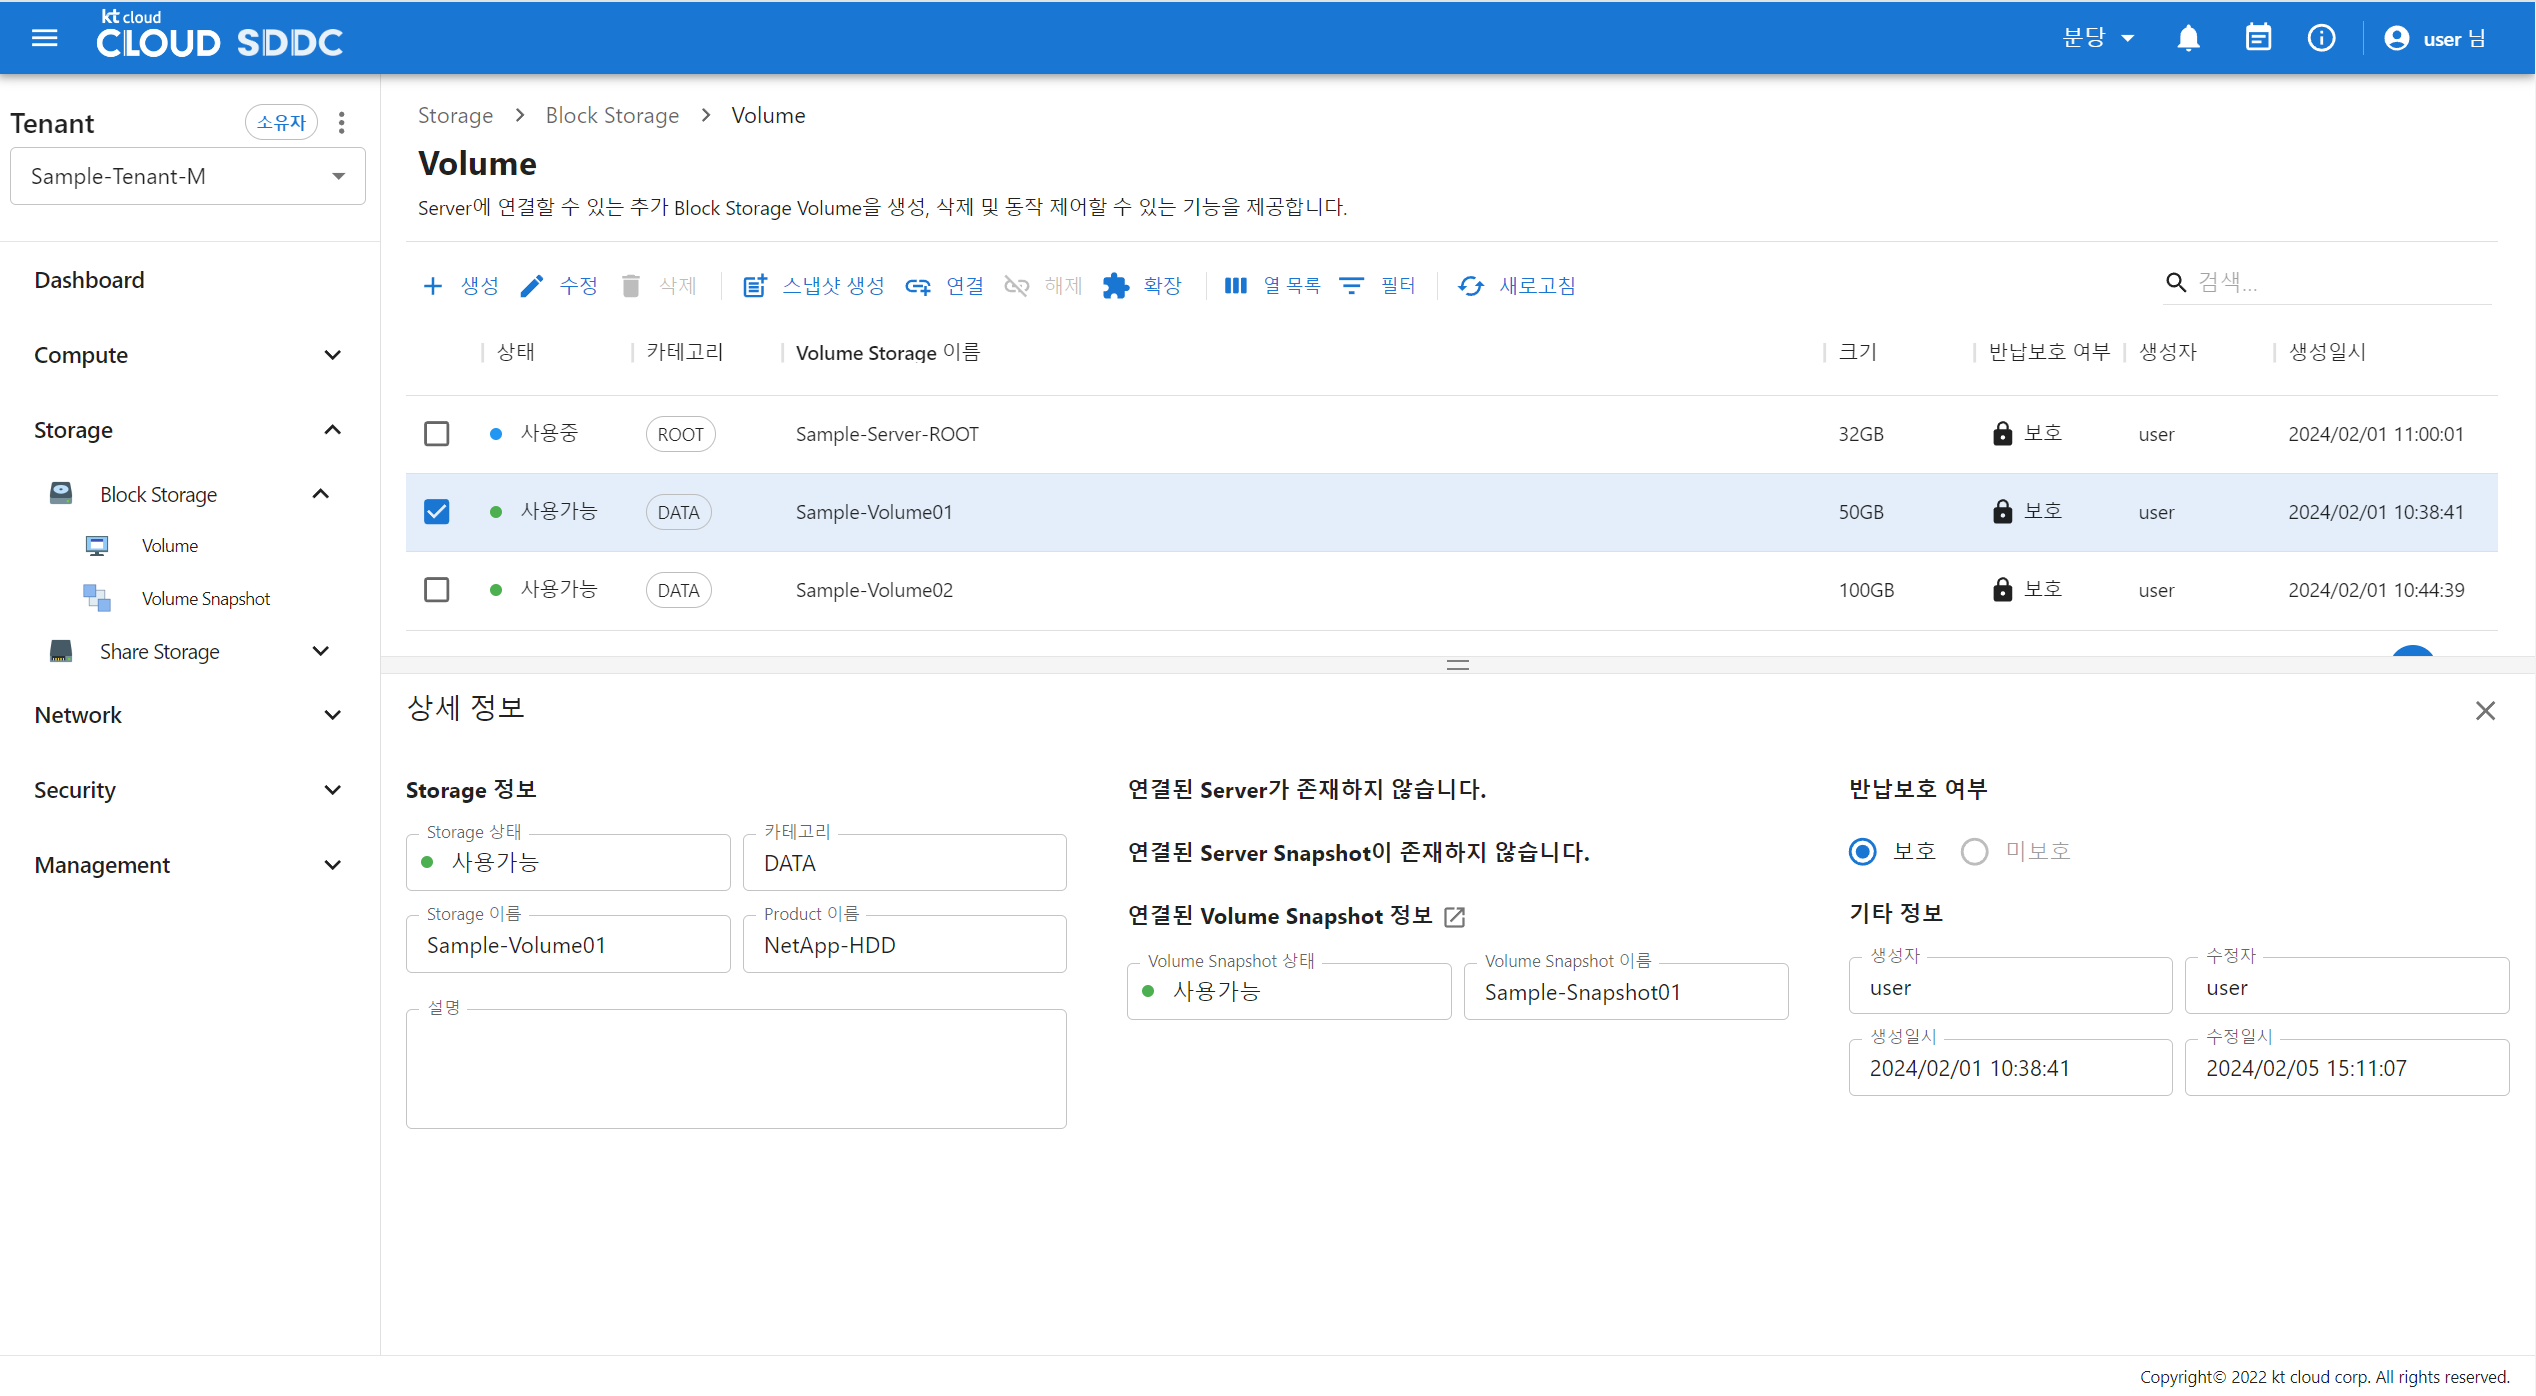 kt cloud
CLOUD SDDC
분당
user 님
Tenant
소유자
Sample-Tenant-M
Dashboard
Compute
Storage
Block Storage
Volume
Volume Snapshot
Share Storage
Network
Security
Management
Storage > Block Storage > Volume
Volume
Server에 연결할 수 있는 추가 Block Storage Volume을 생성, 삭제 및 동작 제어할 수 있는 기능을 제공합니다.
생성 수정 삭제 스냅샷 생성 연결 해제 확장 열 목록 필터 새로고침 검색...
상태 카테고리 Volume Storage 이름 크기 반납보호 여부 생성자 생성일시
사용중 ROOT Sample-Server-ROOT 32GB 보호 user 2024/02/01 11:00:01
사용가능 DATA Sample-Volume01 50GB 보호 user 2024/02/01 10:38:41
사용가능 DATA Sample-Volume02 100GB 보호 user 2024/02/01 10:44:39
상세 정보
Storage 정보
Storage 상태
사용가능
카테고리
DATA
Storage 이름
Sample-Volume01
Product 이름
NetApp-HDD
설명
연결된 Server가 존재하지 않습니다.
연결된 Server Snapshot이 존재하지 않습니다.
연결된 Volume Snapshot 정보
Volume Snapshot 상태
사용가능
Volume Snapshot 이름
Sample-Snapshot01
반납보호 여부
보호 미보호
기타 정보
생성자
user
수정자
user
생성일시
2024/02/01 10:38:41
수정일시
2024/02/05 15:11:07
Copyright© 2022 kt cloud corp. All rights reserved.